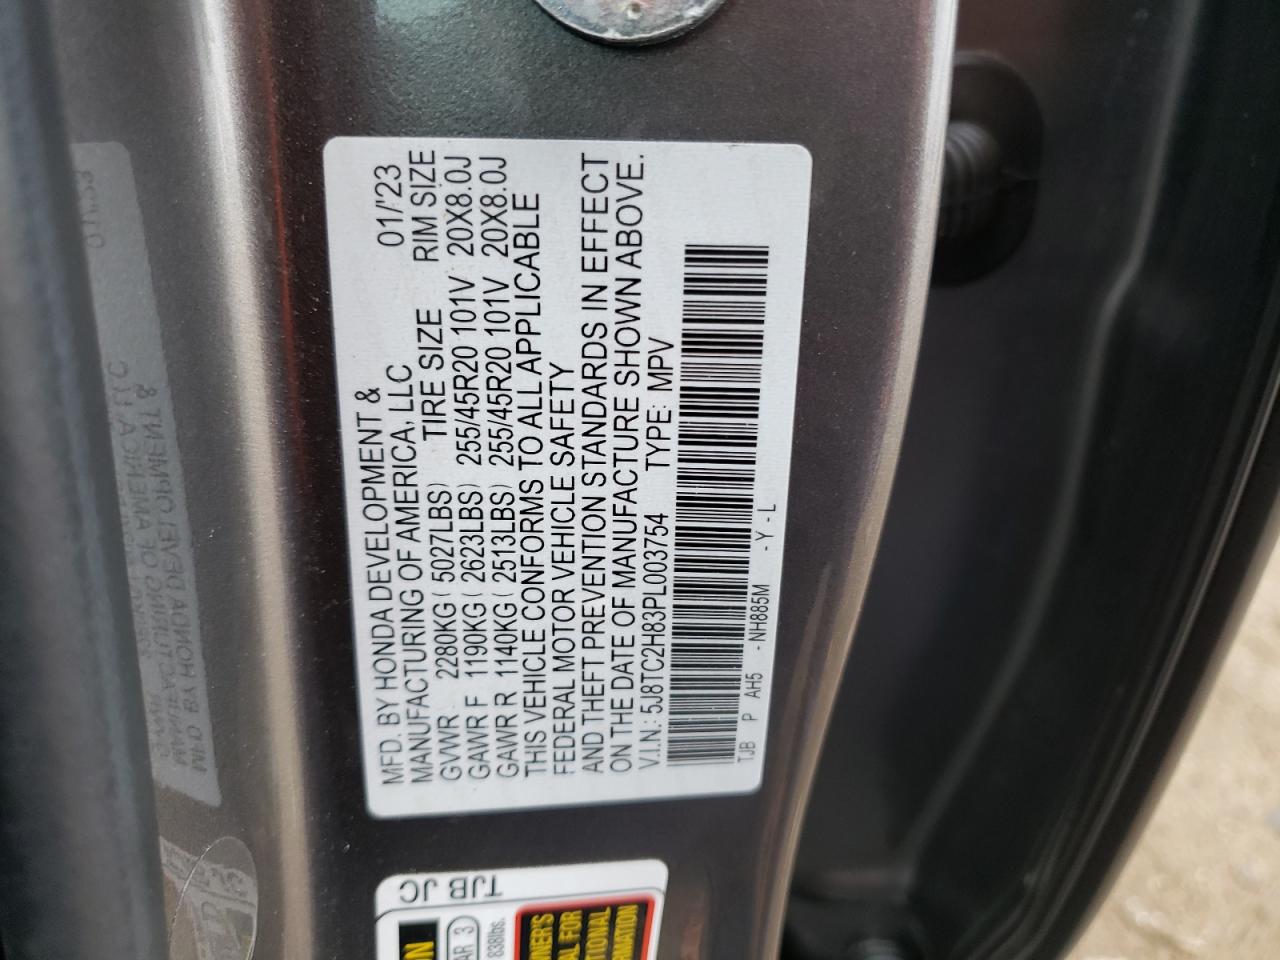 MFD. BY HONDA DEVELOPMENT &
MANUFACTURING OF AMERICA, LLC 01/'23
GVWR 2280KG( 5027LBS) TIRE SIZE RIM SIZE
GAWR F 1190KG( 2623LBS) 255/45R20 101V 20X8.0J
GAWR R 1140KG( 2513LBS) 255/45R20 101V 20X8.0J
THIS VEHICLE CONFORMS TO ALL APPLICABLE
FEDERAL MOTOR VEHICLE SAFETY
AND THEFT PREVENTION STANDARDS IN EFFECT
ON THE DATE OF MANUFACTURE SHOWN ABOVE.
V.I.N.: 5J8TC2H83PL003754 TYPE: MPV
TJB P AH5 - NH885M - Y - L
TJB JC
AR 3
838lbs.